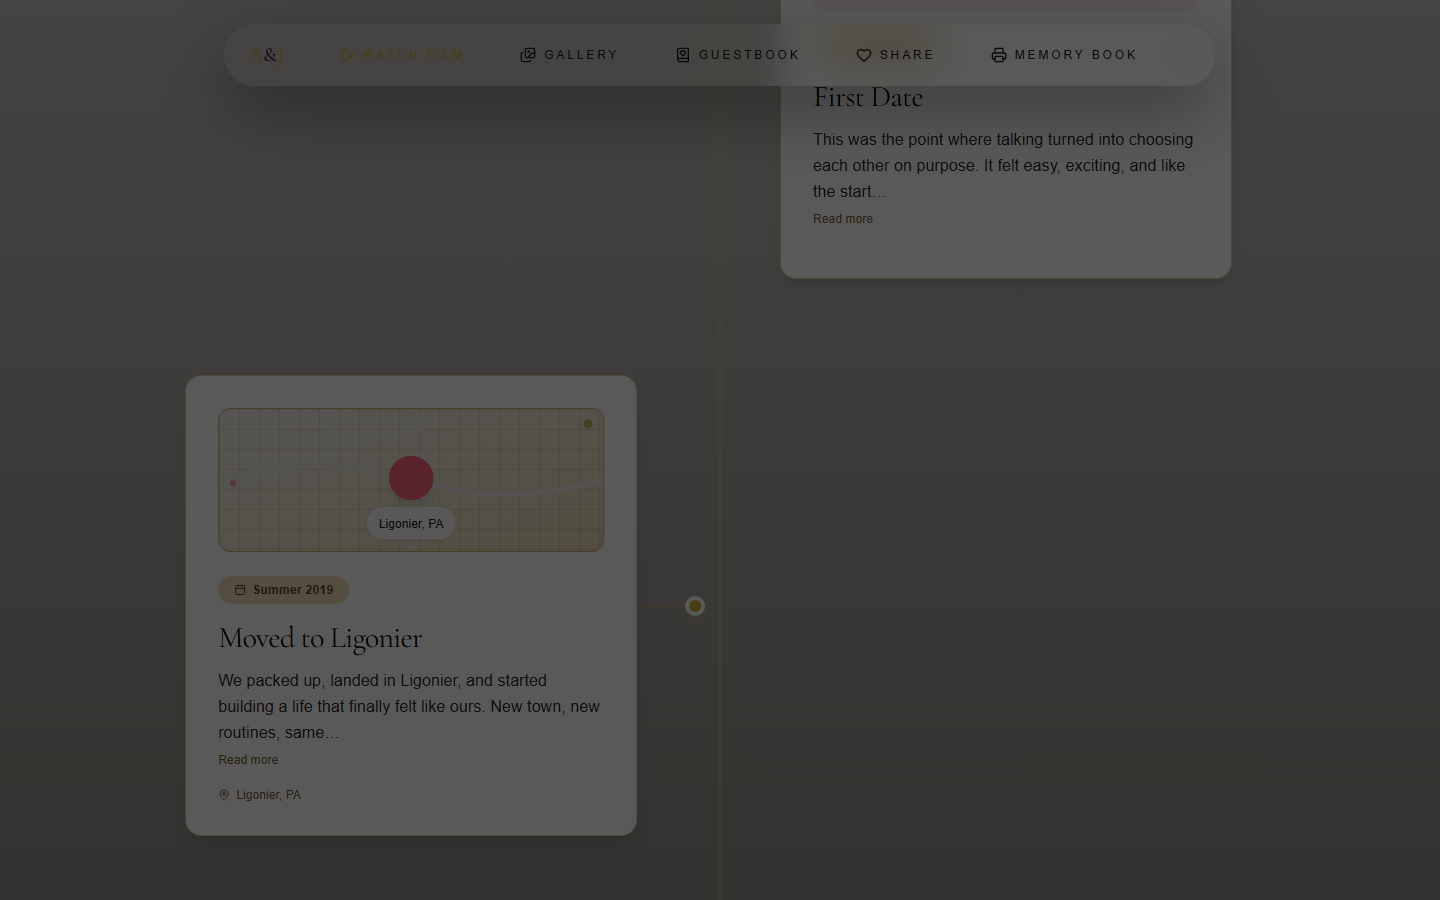 A&J
WATCH FILM
GALLERY
GUESTBOOK
SHARE
MEMORY BOOK
First Date
This was the point where talking turned into choosing
each other on purpose. It felt easy, exciting, and like
the start...
Read more
Ligonier, PA
Summer 2019
Moved to Ligonier
We packed up, landed in Ligonier, and started
building a life that finally felt like ours. New town, new
routines, same...
Read more
Ligonier, PA